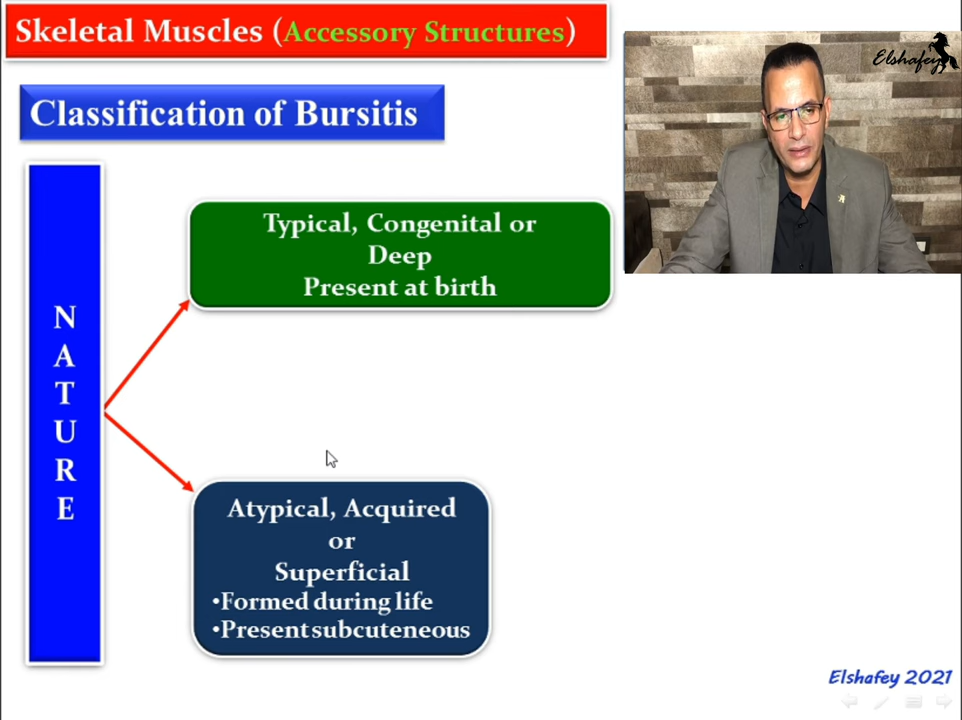 Skeletal Muscles (Accessory Structures)
Elshafey
Classification of Bursitis
N
A
T
U
R
E
Typical, Congenital or
Deep
Present at birth
Atypical, Acquired
or
Superficial
•Formed during life
•Present subcuteneous
Elshafey 2021